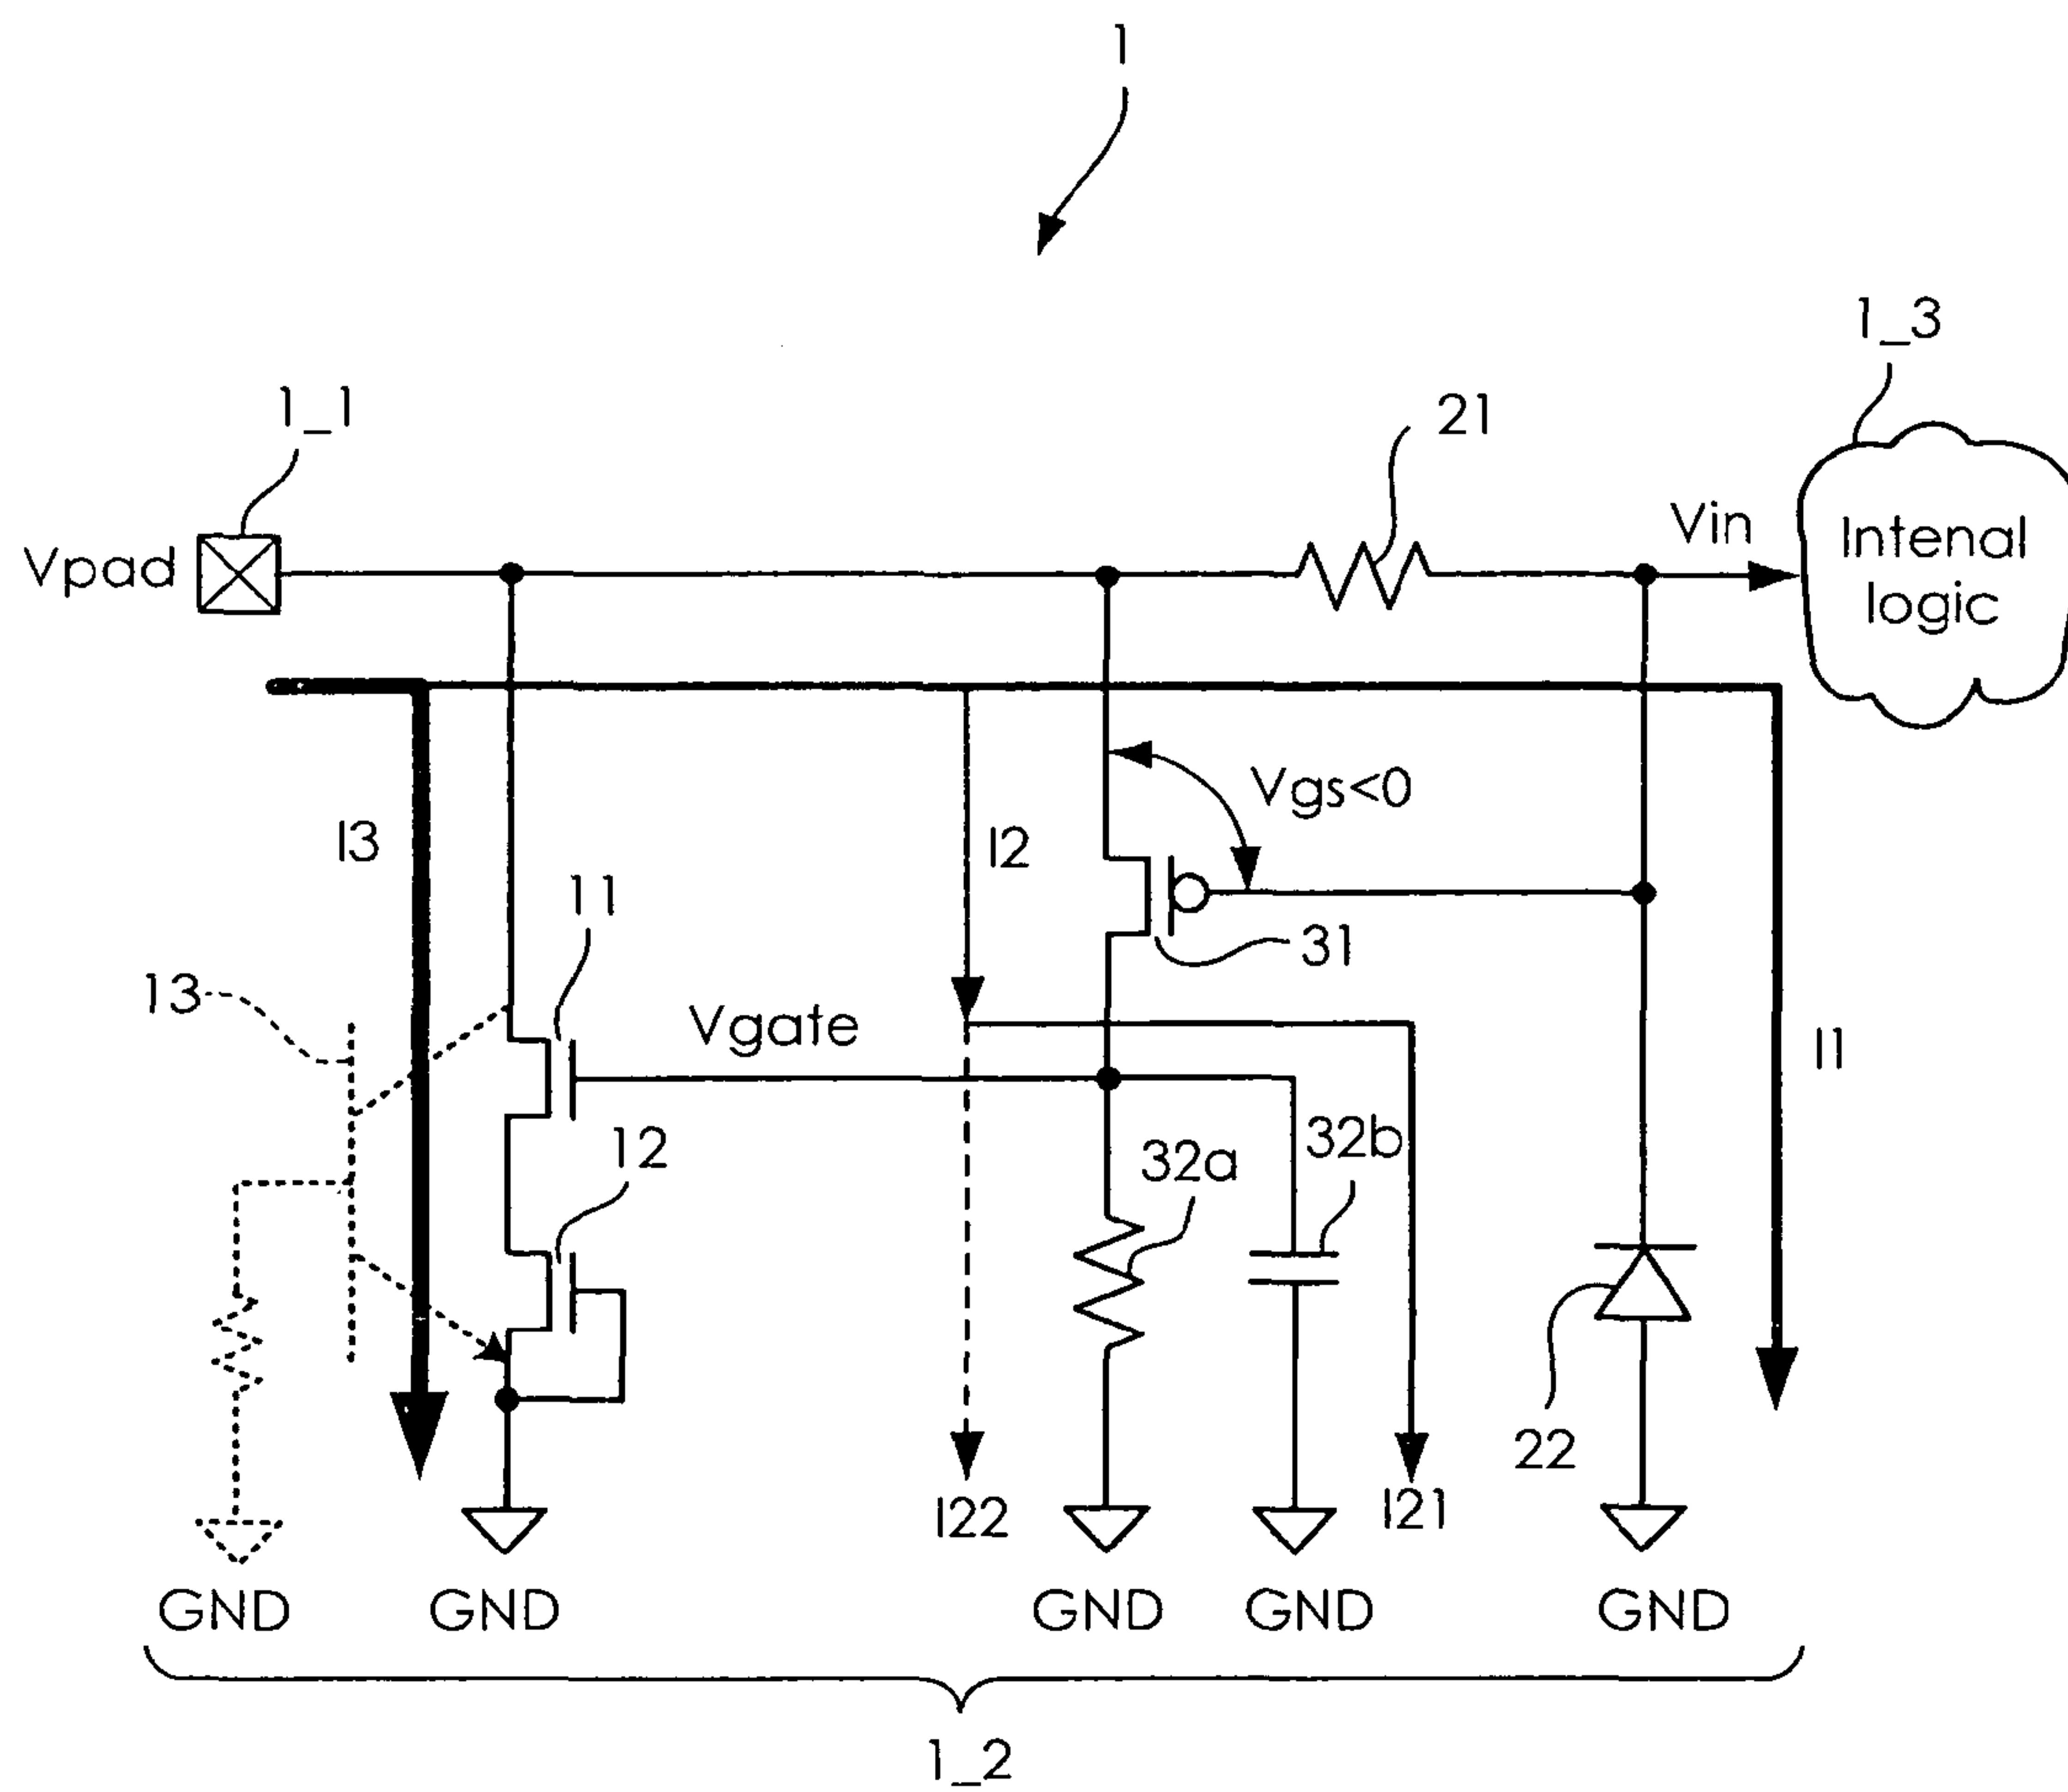 1
1_3
1_1
21
Vpad
Vin
Intenal
logic
Vgs<0
I3
I2
11
31
13
Vgate
I1
12
32a
32b
22
I22
I21
GND
GND
GND
GND
GND
1_2